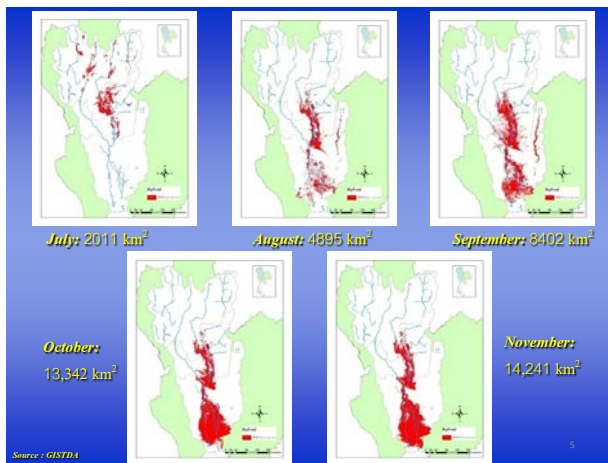 July: 2011 km²
August: 4895 km²
September: 8402 km²
October:
13,342 km²
November:
14,241 km²
Source : GISTDA
5